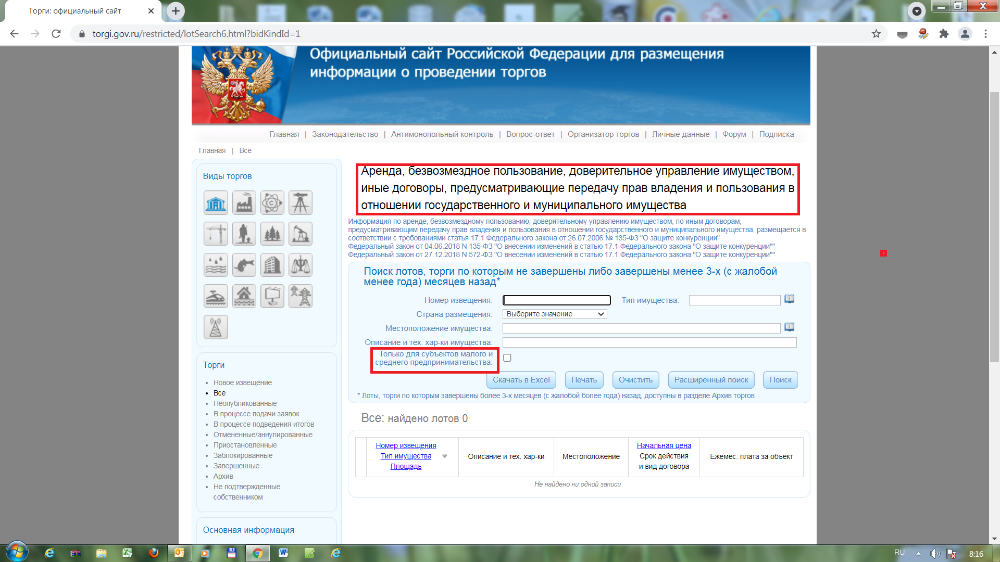 Торги: официальный сайт
torgi.gov.ru/restricted/lotSearch6.html?bidKindId=1
Официальный сайт Российской Федерации для размещения
информации о проведении торгов
Главная | Законодательство | Антимонопольный контроль | Вопрос-ответ | Организатор торгов | Личные данные | Форум | Подписка
Главная | Все
Виды торгов
Торги
Новое извещение
Все
Неопубликованные
В процессе подачи заявок
В процессе подведения итогов
Отмененные/аннулированные
Приостановленные
Заблокированные
Завершенные
Архив
Не подтвержденные
собственником
Основная информация
Аренда, безвозмездное пользование, доверительное управление имуществом,
иные договоры, предусматривающие передачу прав владения и пользования в
отношении государственного и муниципального имущества
Информация по аренде, безвозмездному пользованию, доверительному управлению имуществом, по иным договорам,
предусматривающим передачу прав владения и пользования в отношении государственного и муниципального имущества, размещается в
соответствии с требованиями статья 17.1 Федерального закона от 26.07.2006 № 135-ФЗ "О защите конкуренции"
Федеральный закон от 04.06.2018 N 135-ФЗ "О внесении изменений в статью 17.1 Федерального закона "О защите конкуренции""
Федеральный закон от 27.12.2018 N 572-ФЗ "О внесении изменений в статью 17.1 Федерального закона "О защите конкуренции""
Поиск лотов, торги по которым не завершены либо завершены менее 3-х (с жалобой
менее года) месяцев назад*
Номер извещения: Тип имущества:
Страна размещения: Выберите значение
Местоположение имущества:
Описание и тех. хар-ки имущества:
Только для субъектов малого и
среднего предпринимательства:
Скачать в Excel Печать Очистить Расширенный поиск Поиск
* Лоты, торги по которым завершены более 3-х месяцев (с жалобой более года) назад, доступны в разделе Архив торгов
Все: найдено лотов 0
Номер извещения
Тип имущества
Площадь
Описание и тех. хар-ки
Местоположение
Начальная цена
Срок действия
и вид договора
Ежемес. плата за объект
Не найдено ни одной записи
RU 8:16